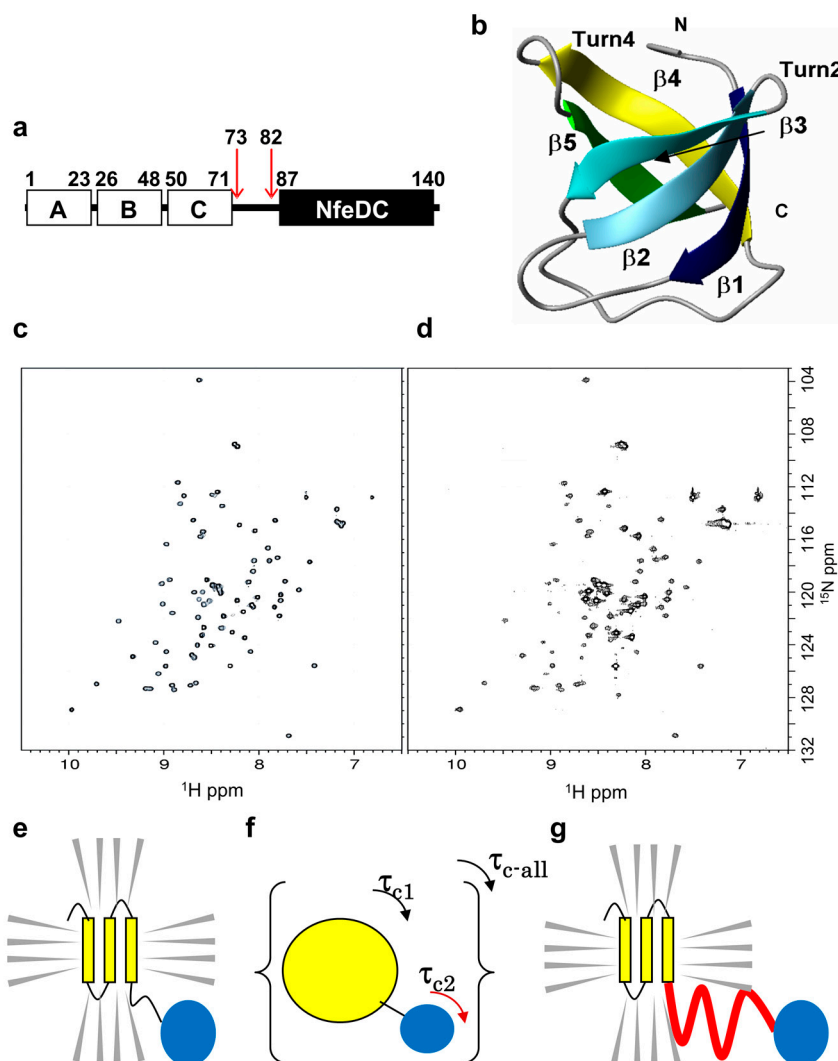 a
73 82
1 23 26 48 50 71 87 140
A B C NfeDC
b
N
Turn4
Turn2
β4
β3
β5
C
β2
β1
c
10 9 8 7
¹H ppm
d
104
108
112
116
120
124
128
132
¹⁵N ppm
10 9 8 7
¹H ppm
e
f
τc-all
τc1
τc2
g